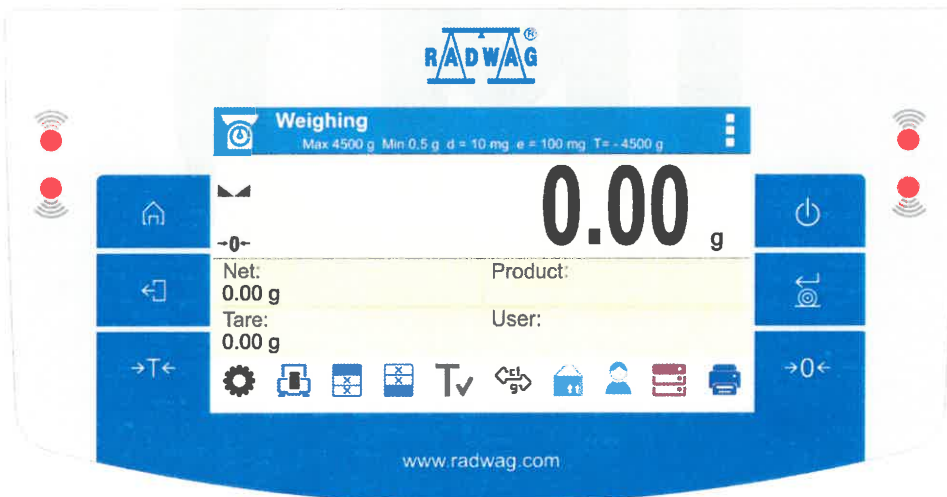 RADWAG®
Weighing
Max 4500 g Min 0,5 g d = 10 mg e = 100 mg T= - 4500 g
0.00 g
→0←
Net:
0.00 g
Product:
Tare:
0.00 g
User:
→T←
T
ct
g
→0←
www.radwag.com